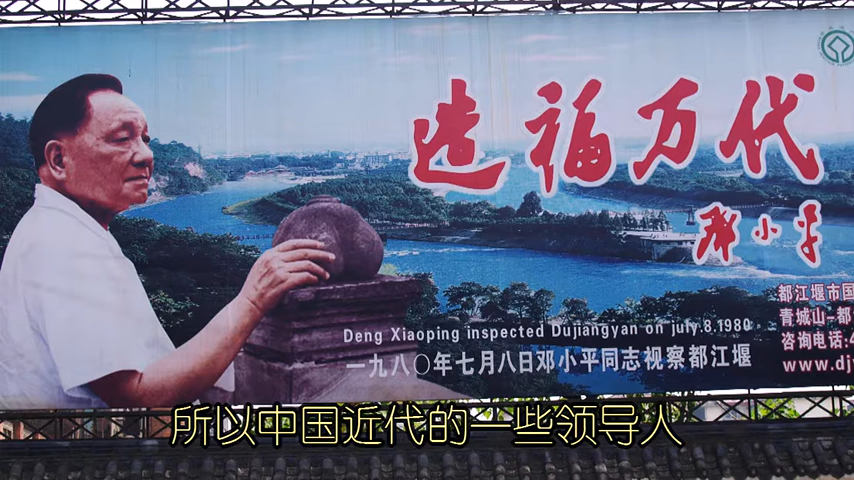 造福万代
邓小平
都江堰市国
青城山-都
咨询电话:4
www.dj
Deng Xiaoping inspected Dujiangyan on july.8.1980
一九八〇年七月八日邓小平同志视察都江堰
所以中国近代的一些领导人